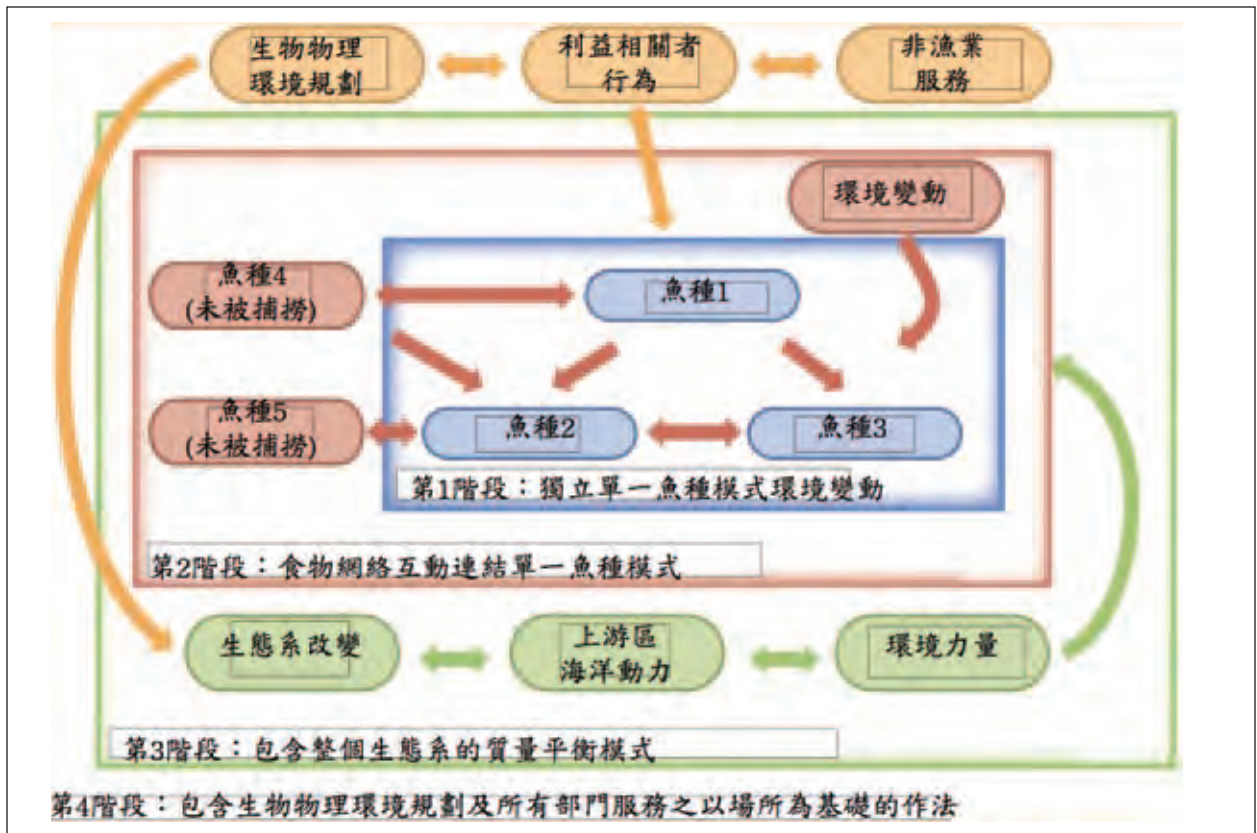 生物物理
環境規劃
利益相關者
行為
非漁業
服務
環境變動
魚種4
(未被捕撈)
魚種1
魚種5
(未被捕撈)
魚種2
魚種3
第1階段：獨立單一魚種模式環境變動
第2階段：食物網絡互動連結單一魚種模式
生態系改變
上游區
海洋動力
環境力量
第3階段：包含整個生態系的質量平衡模式
第4階段：包含生物物理環境規劃及所有部門服務之以場所為基礎的作法